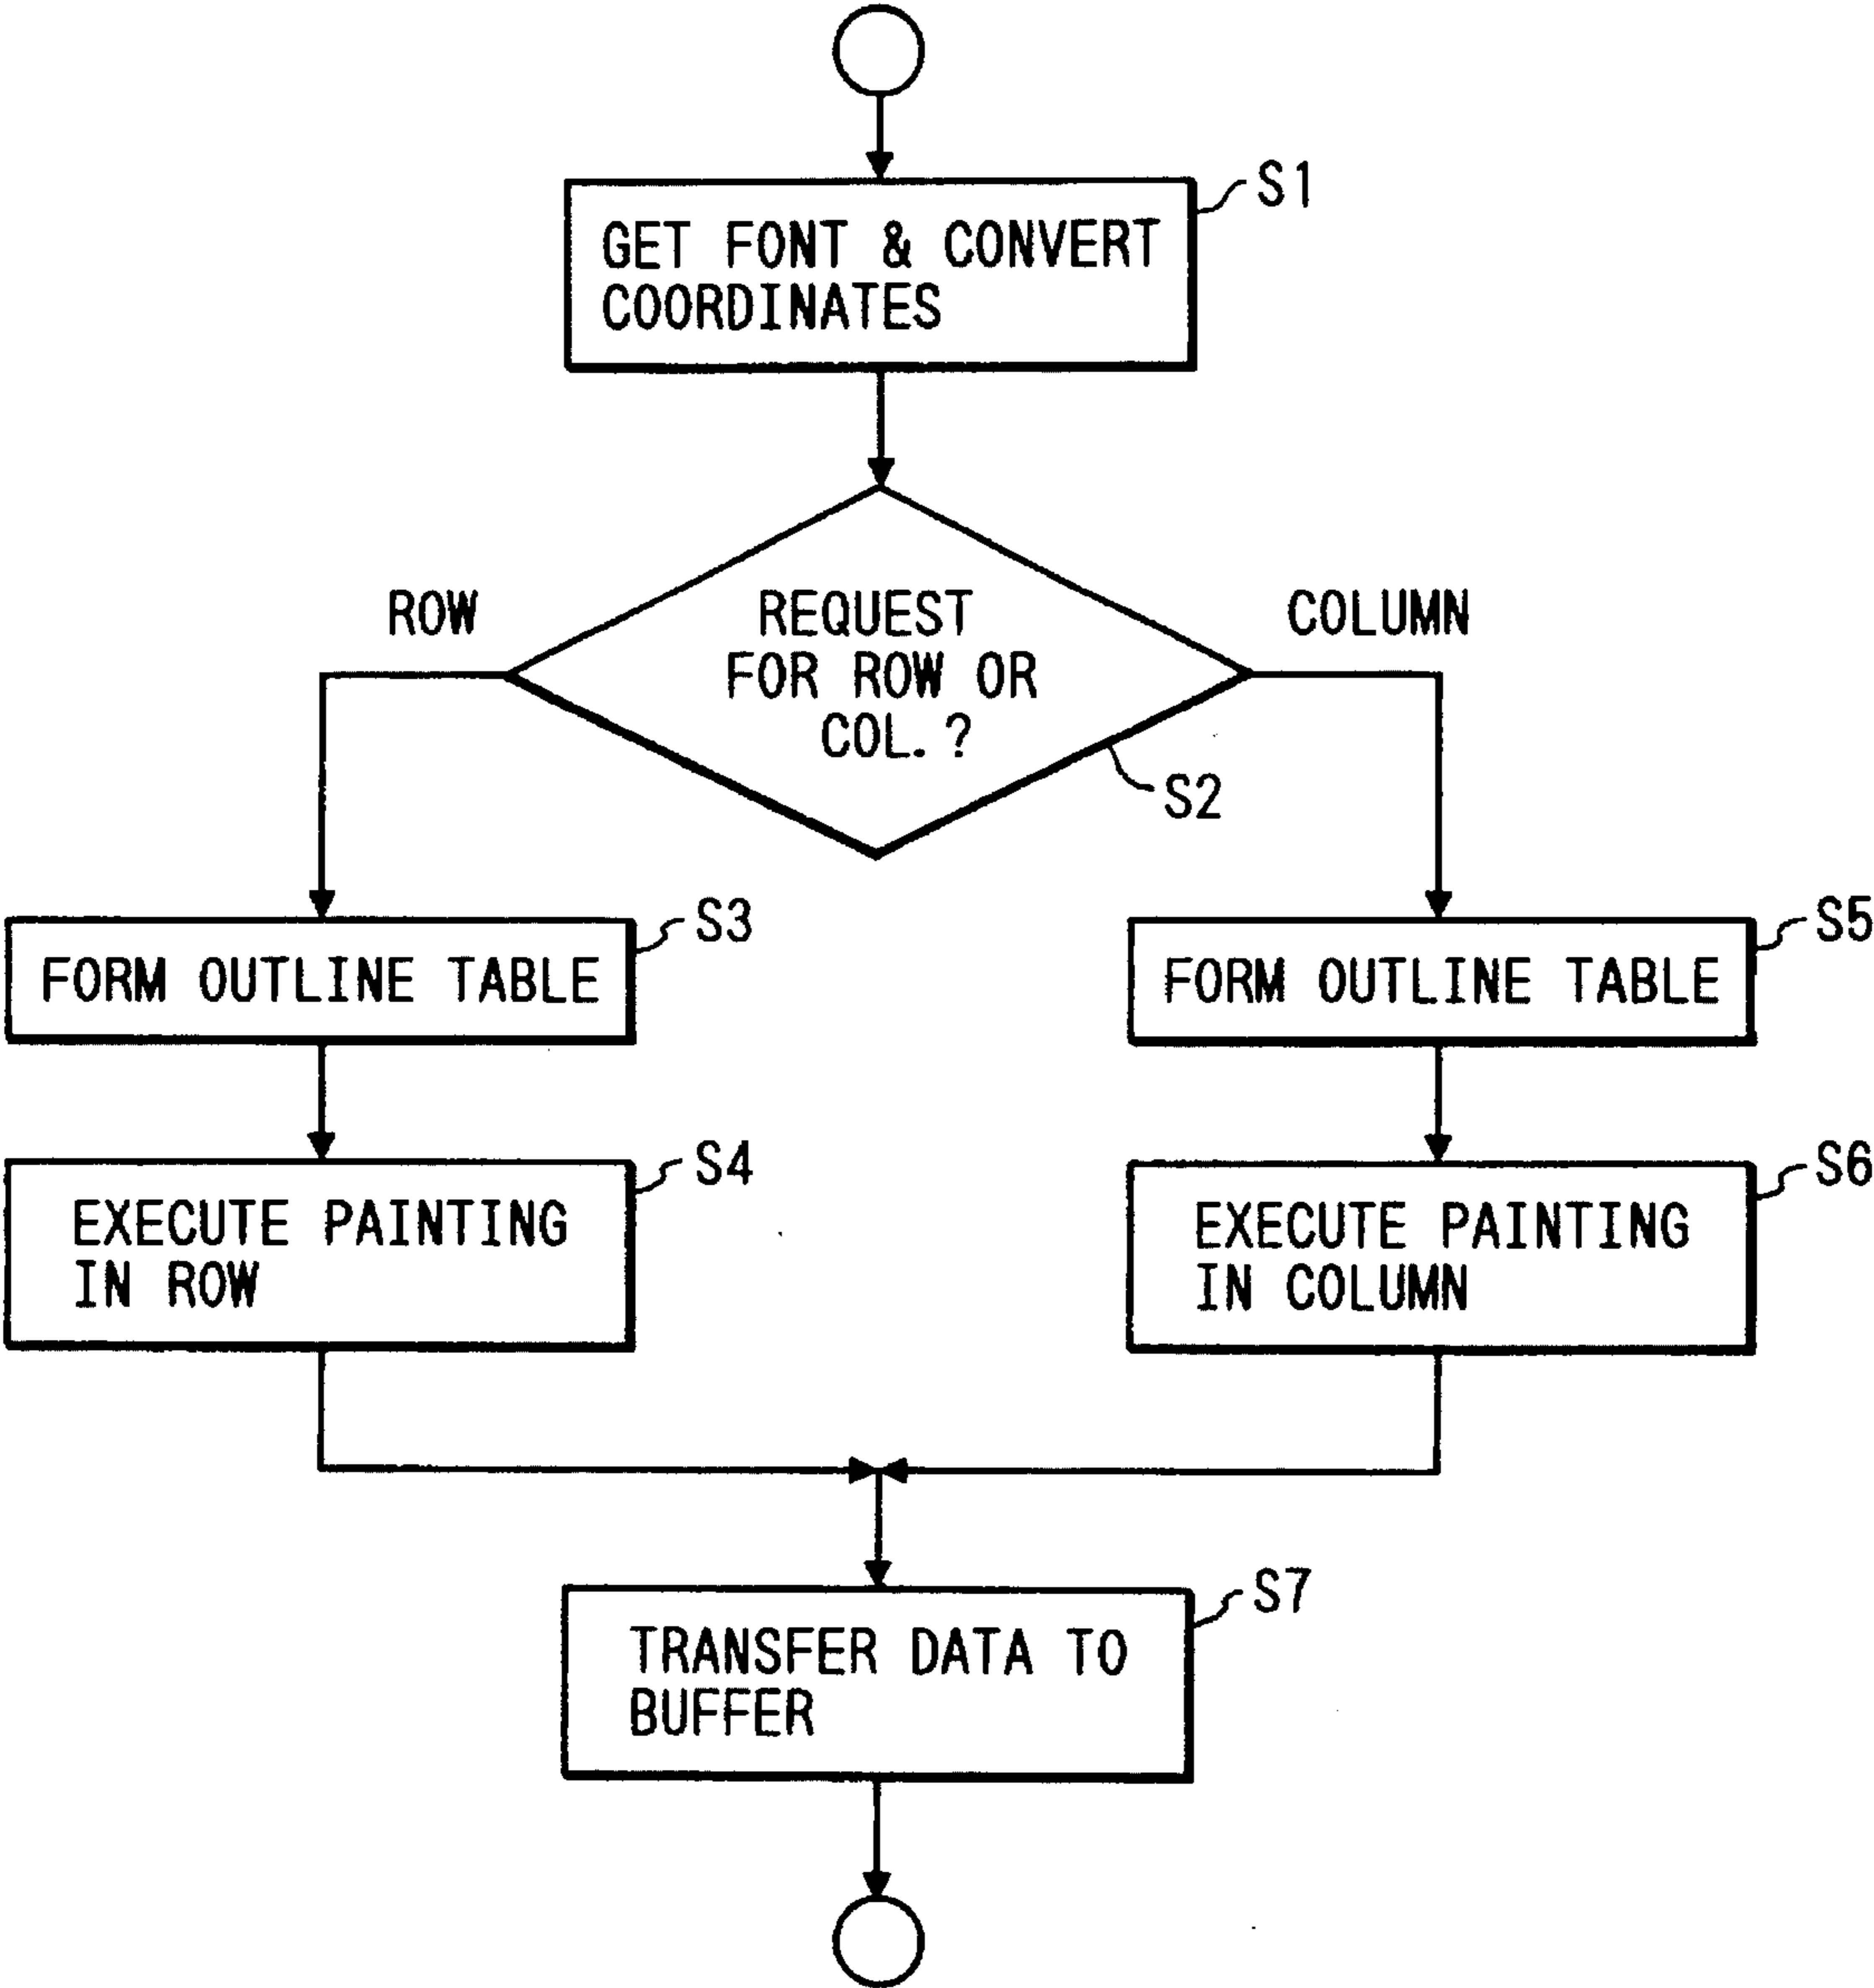 S1
GET FONT & CONVERT
COORDINATES
ROW
REQUEST
FOR ROW OR
COL.?
COLUMN
S2
S3
FORM OUTLINE TABLE
S5
FORM OUTLINE TABLE
S4
EXECUTE PAINTING
IN ROW
S6
EXECUTE PAINTING
IN COLUMN
S7
TRANSFER DATA TO
BUFFER